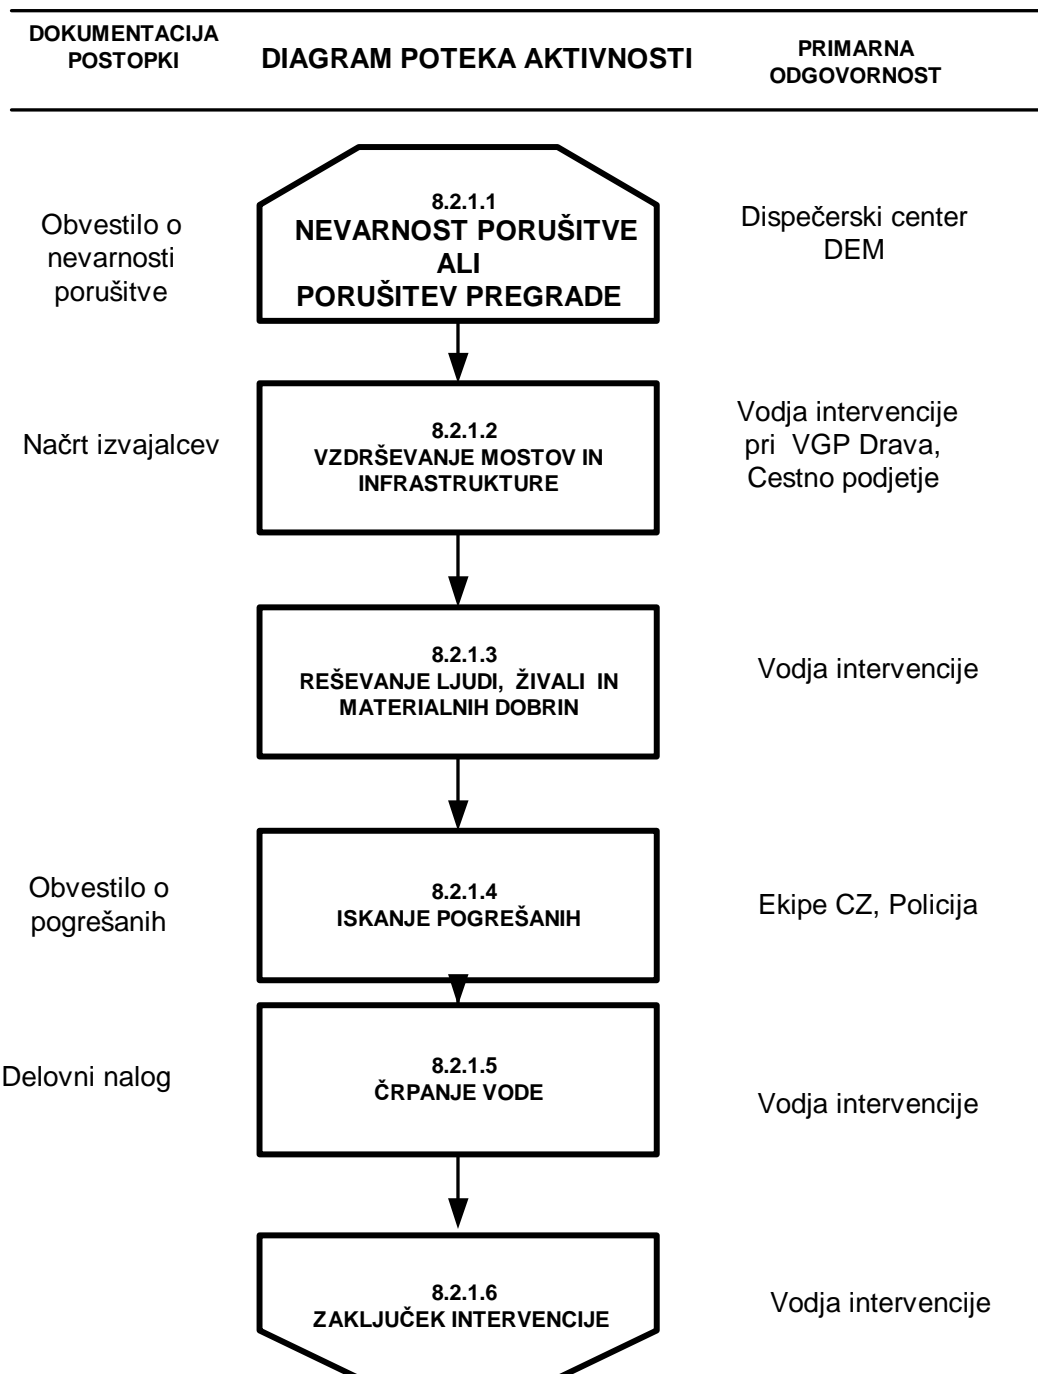 DOKUMENTACIJA
POSTOPKI
DIAGRAM POTEKA AKTIVNOSTI
PRIMARNA
ODGOVORNOST
Obvestilo o
nevarnosti
porušitve
8.2.1.1
NEVARNOST PORUŠITVE
ALI
PORUŠITEV PREGRADE
Dispečerski center
DEM
Načrt izvajalcev
8.2.1.2
VZDRŠEVANJE MOSTOV IN
INFRASTRUKTURE
Vodja intervencije
pri VGP Drava,
Cestno podjetje
8.2.1.3
REŠEVANJE LJUDI, ŽIVALI IN
MATERIALNIH DOBRIN
Vodja intervencije
Obvestilo o
pogrešanih
8.2.1.4
ISKANJE POGREŠANIH
Ekipe CZ, Policija
Delovni nalog
8.2.1.5
ČRPANJE VODE
Vodja intervencije
8.2.1.6
ZAKLJUČEK INTERVENCIJE
Vodja intervencije